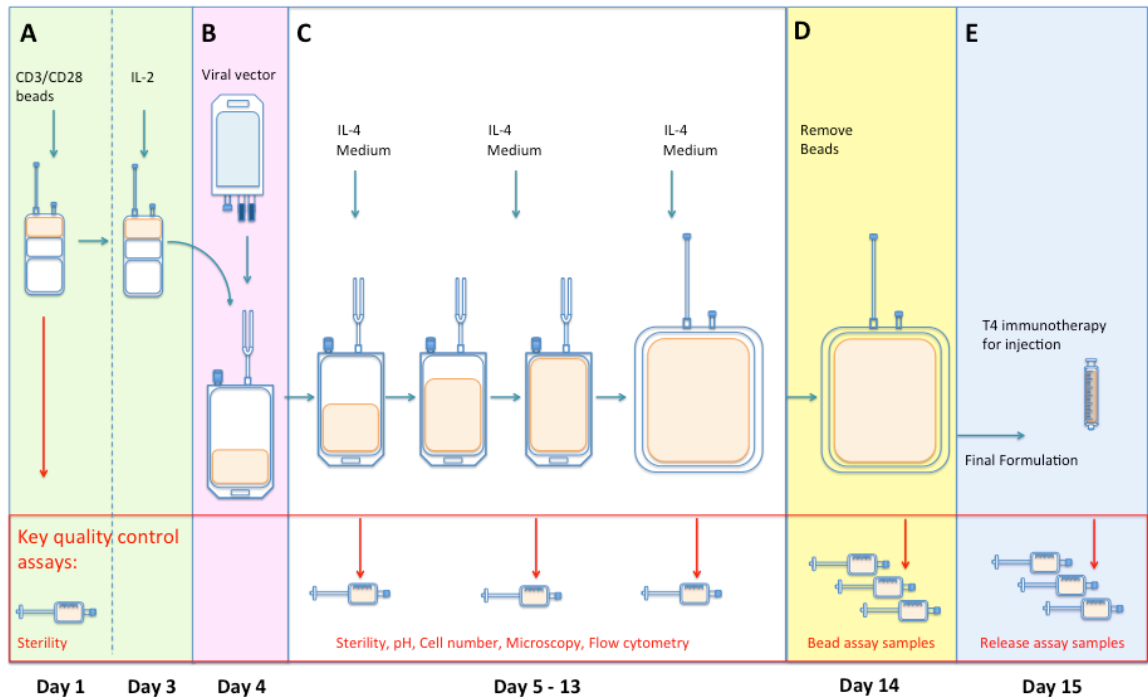 A
B
C
D
E
CD3/CD28
beads
IL-2
Viral vector
IL-4
Medium
IL-4
Medium
IL-4
Medium
Remove
Beads
T4 immunotherapy
for injection
Final Formulation
Key quality control
assays:
Sterility
Sterility, pH, Cell number, Microscopy, Flow cytometry
Bead assay samples
Release assay samples
Day 1
Day 3
Day 4
Day 5 - 13
Day 14
Day 15